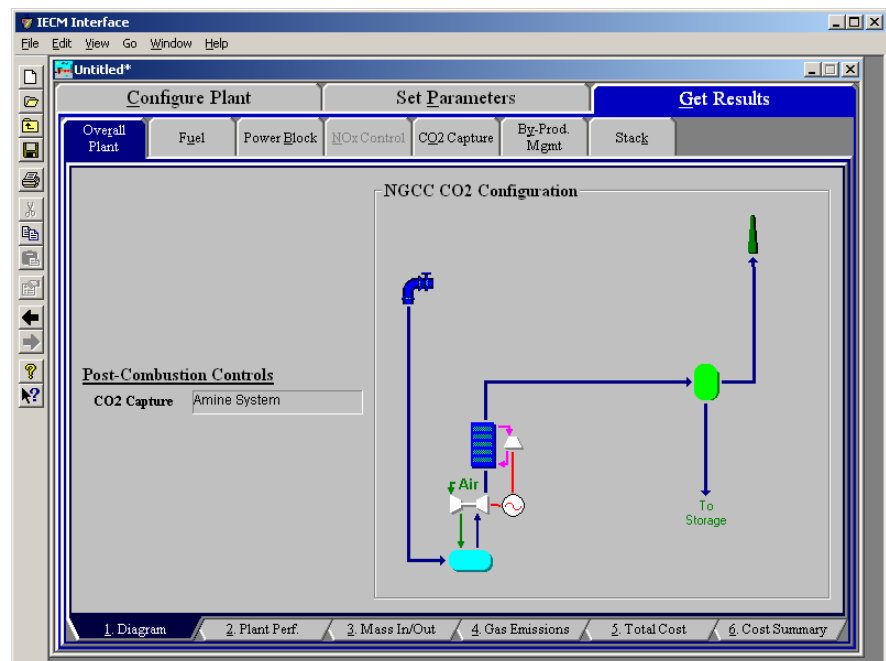 IECM Interface
File Edit View Go Window Help
Untitled*
Configure Plant Set Parameters Get Results
Overall Plant Fuel Power Block NOx Control CO2 Capture By-Prod. Mgmt Stack
NGCC CO2 Configuration
Post-Combustion Controls
CO2 Capture Amine System
Air
To
Storage
1. Diagram 2. Plant Perf. 3. Mass In/Out 4. Gas Emissions 5. Total Cost 6. Cost Summary